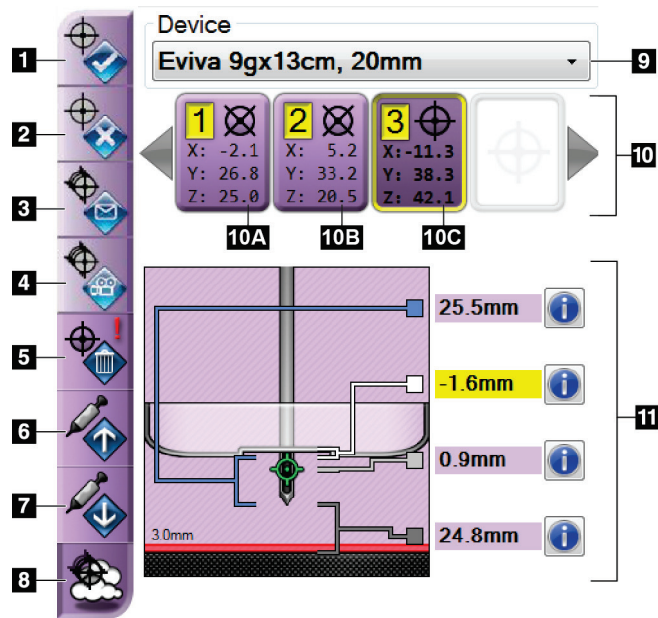 Device
1
Eviva 9gx13cm, 20mm
9
2
1
2
3
X: -2.1
X: 5.2
X:-11.3
Y: 26.8
Y: 33.2
Y: 38.3
10
Z: 25.0
Z: 20.5
Z: 42.1
3
10A
10B
10C
4
25.5mm
5
!
-1.6mm
11
6
0.9mm
7
3.0mm
24.8mm
8